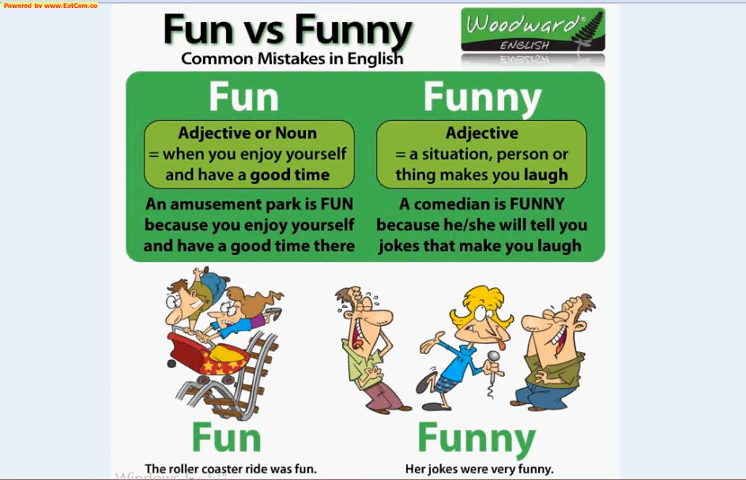 Powered by www.EatCam.co
Fun vs Funny
Common Mistakes in English
Woodward®
ENGLISH
Fun
Adjective or Noun
= when you enjoy yourself
and have a good time
An amusement park is FUN
because you enjoy yourself
and have a good time there
Funny
Adjective
= a situation, person or
thing makes you laugh
A comedian is FUNNY
because he/she will tell you
jokes that make you laugh
Fun
The roller coaster ride was fun.
Funny
Her jokes were very funny.
Windows